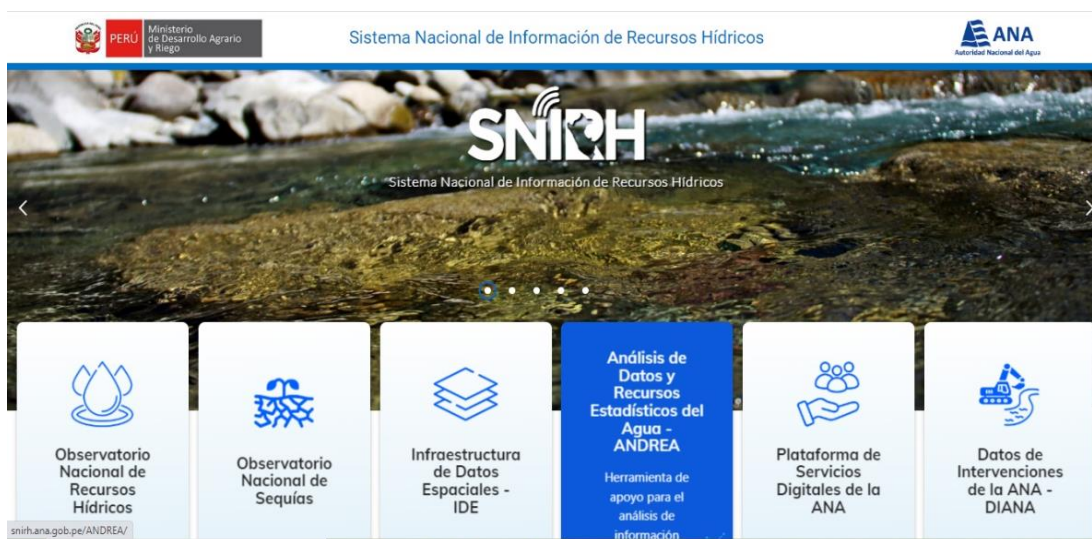 PERÚ
Ministerio
de Desarrollo Agrario
y Riego
Sistema Nacional de Información de Recursos Hídricos
ANA
Autoridad Nacional del Agua
SNIRH
Sistema Nacional de Información de Recursos Hídricos
Observatorio
Nacional de
Recursos
Hídricos
Observatorio
Nacional de
Sequías
Infraestructura
de Datos
Espaciales -
IDE
Análisis de
Datos y
Recursos
Estadísticos del
Agua -
ANDREA
Herramienta de
apoyo para el
análisis de
información
Plataforma de
Servicios
Digitales de la
ANA
Datos de
Intervenciones
de la ANA -
DIANA
snirh.ana.gob.pe/ANDREA/